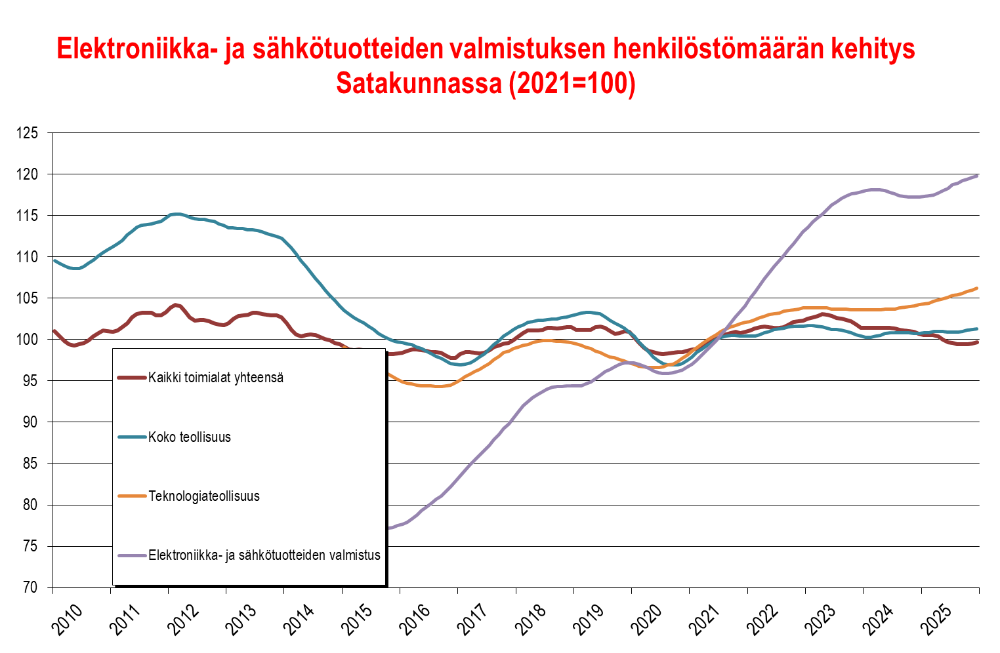 Elektroniikka- ja sähkötuotteiden valmistuksen henkilöstömäärän kehitys
Satakunnassa (2021=100)
125
120
115
110
105
100
95
90
85
80
75
70
Kaikki toimialat yhteensä
Koko teollisuus
Teknologiateollisuus
Elektroniikka- ja sähkötuotteiden valmistus
2010 2011 2012 2013 2014 2015 2016 2017 2018 2019 2020 2021 2022 2023 2024 2025